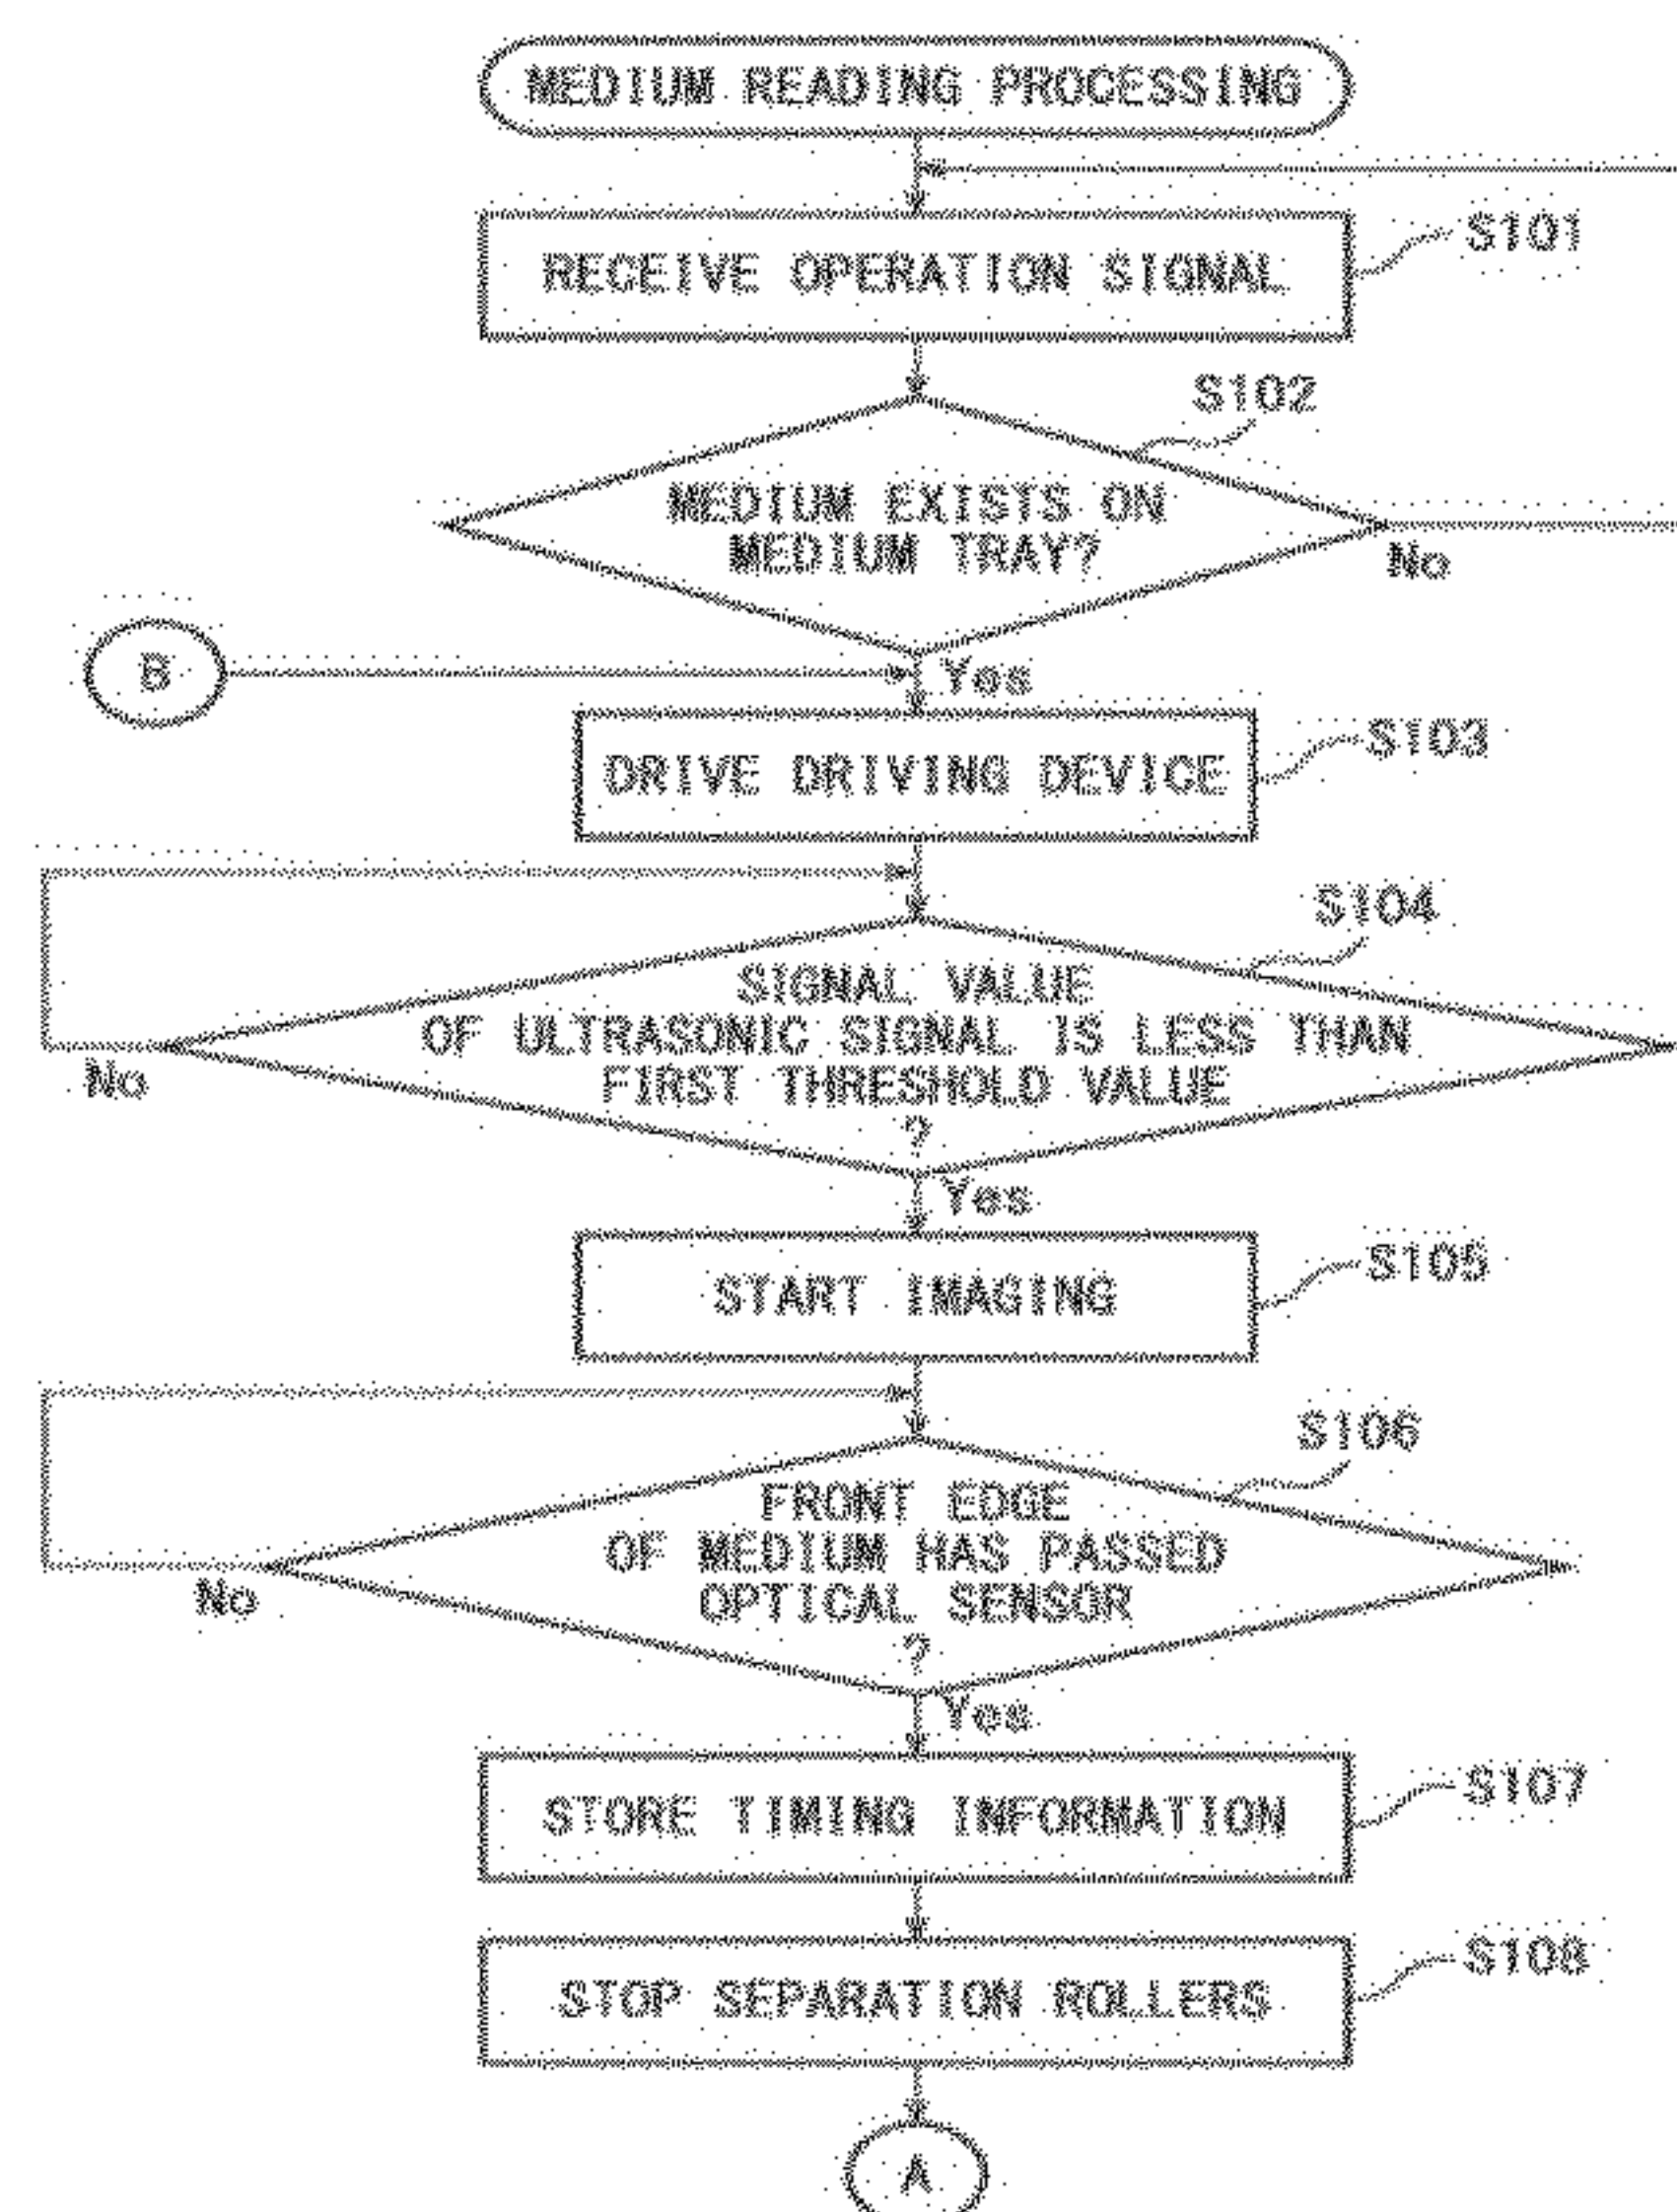 MEDIUM READING PROCESSING
RECEIVE OPERATION SIGNAL
S101
S102
MEDIUM EXISTS ON
MEDIUM TRAY?
No
B
Yes
DRIVE DRIVING DEVICE
S103
S104
SIGNAL VALUE
OF ULTRASONIC SIGNAL IS LESS THAN
FIRST THRESHOLD VALUE
?
No
Yes
START IMAGING
S105
S106
FRONT EDGE
OF MEDIUM HAS PASSED
OPTICAL SENSOR
?
No
Yes
STORE TIMING INFORMATION
S107
STOP SEPARATION ROLLERS
S108
A